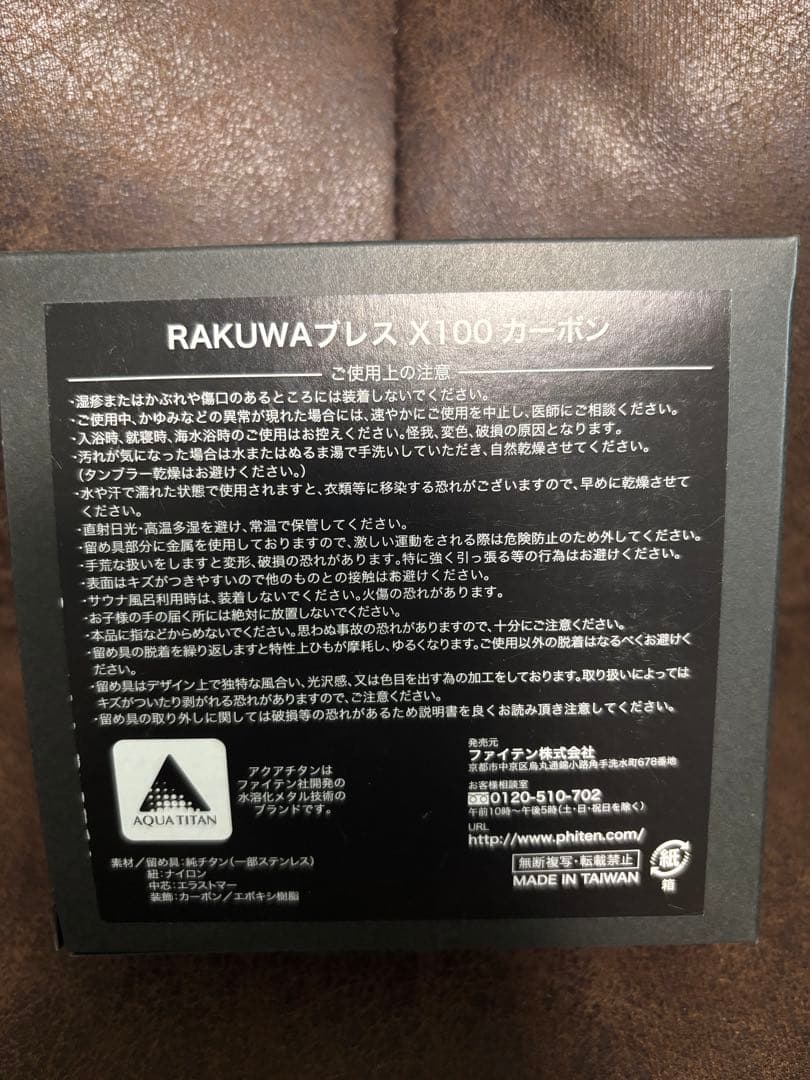 RAKUWAブレス X100 カーボン
ご使用上の注意
・湿疹またはかぶれや傷口のあるところには装着しないでください。
・ご使用中、かゆみなどの異常が現れた場合には、速やかにご使用を中止し、医師にご相談ください。
・入浴時、就寝時、海水浴時のご使用はお控えください。怪我、変色、破損の原因となります。
・汚れが気になった場合は水またはぬるま湯で手洗いしていただき、自然乾燥させてください。
(タンブラー乾燥はお避けください。)
・水や汗で濡れた状態で使用されますと、衣類等に移染する恐れがございますので、早めに乾燥させて
ください。
・直射日光・高温多湿を避け、常温で保管してください。
・留め具部分に金属を使用しておりますので、激しい運動をされる際は危険防止のため外してください。
・手荒な扱いをしますと変形、破損の恐れがあります。特に強く引っ張る等の行為はお避けください。
・表面はキズがつきやすいので他のものとの接触はお避けください。
・サウナ風呂利用時は、装着しないでください。火傷の恐れがあります。
・お子様の手の届く所には絶対に放置しないでください。
・本品に指などからめないでください。思わぬ事故の恐れがありますので、十分にご注意ください。
・留め具の脱着を繰り返しますと特性上ひもが摩耗し、ゆるくなります。ご使用以外の脱着はなるべくお避けく
ださい。
・留め具はデザイン上で独特な風合い、光沢感、又は色目を出す為の加工をしております。取り扱いによっては
キズがついたり剥がれる恐れがありますので、ご注意ください。
・留め具の取り外しに関しては破損等の恐れがあるため説明書を良くお読み頂き注意してください。
AQUA TITAN
アクアチタンは
ファイテン社開発の
水溶化メタル技術の
ブランドです。
素材/留め具:純チタン(一部ステンレス)
紐:ナイロン
中芯:エラストマー
装飾:カーボン/エポキシ樹脂
発売元
ファイテン株式会社
京都市中京区烏丸通錦小路角手洗水町678番地
お客様相談室
0120-510-702
午前10時〜午後5時(土・日・祝日を除く)
URL
http://www.phiten.com/
無断複写・転載禁止
MADE IN TAIWAN
紙
箱